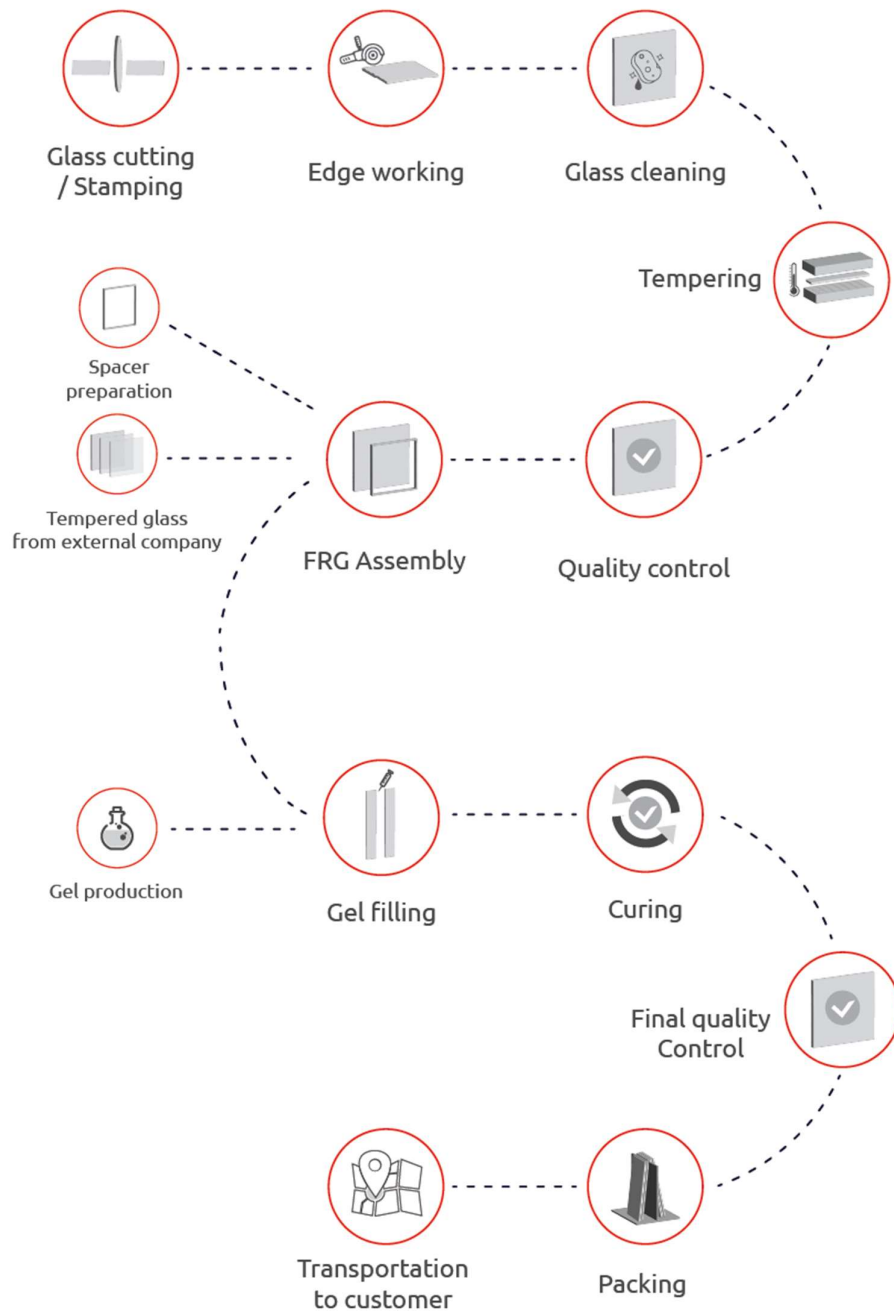 Glass cutting
/ Stamping
Edge working
Glass cleaning
Tempering
Spacer
preparation
Tempered glass
from external company
FRG Assembly
Quality control
Gel production
Gel filling
Curing
Final quality
Control
Transportation
to customer
Packing